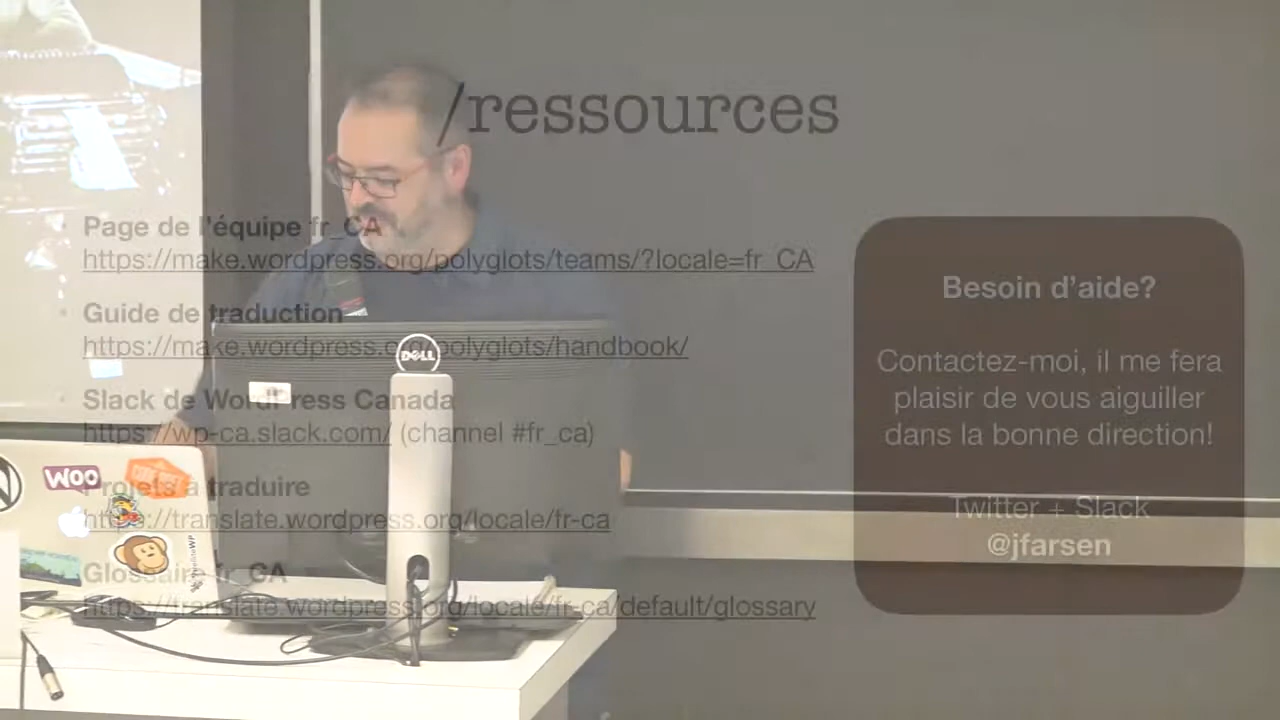 /ressources
Page de l'équipe fr_CA
https://make.wordpress.org/polyglots/teams/?locale=fr_CA
Guide de traduction
https://make.wordpress.org/polyglots/handbook/
Slack de WordPress Canada
https://wp-ca.slack.com/ (channel #fr_ca)
Projets à traduire
https://translate.wordpress.org/locale/fr-ca
Glossaire fr_CA
https://translate.wordpress.org/locale/fr-ca/default/glossary
Besoin d'aide?
Contactez-moi, il me fera
plaisir de vous aiguiller
dans la bonne direction!
Twitter + Slack
@jfarsen
DELL
WOO